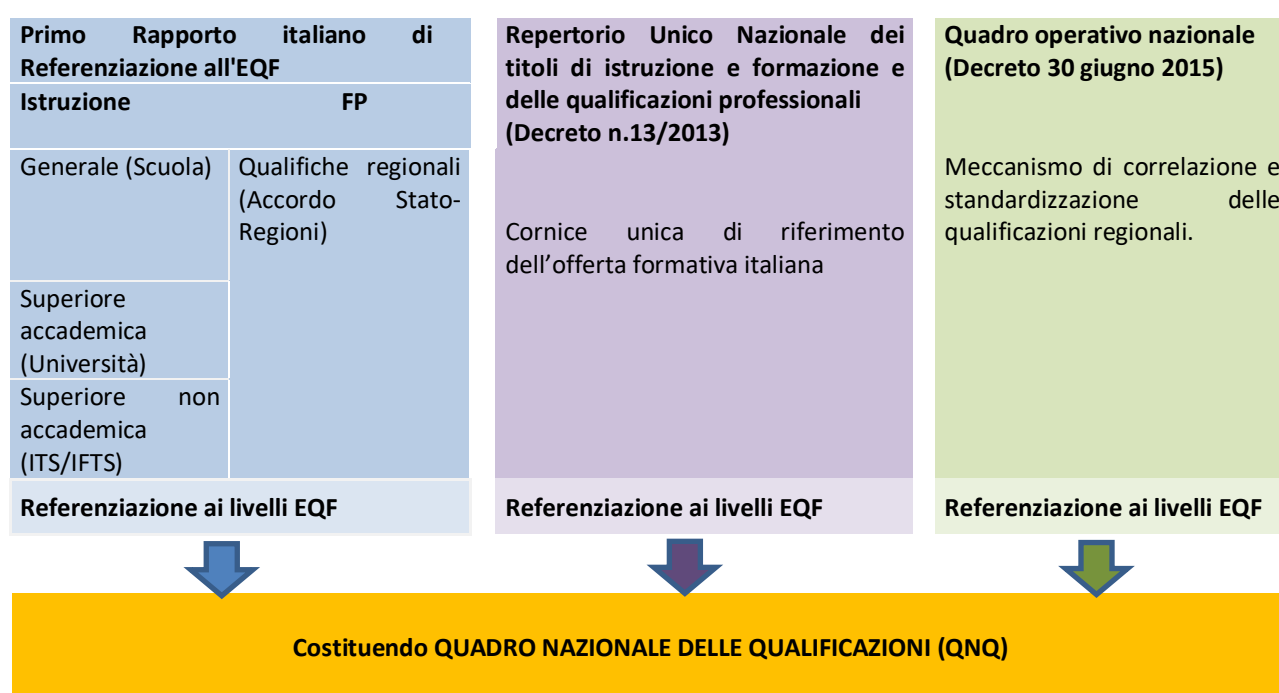 Primo Rapporto italiano di
Referenziazione all'EQF
Istruzione FP
Generale (Scuola)
Superiore
accademica
(Università)
Superiore non
accademica
(ITS/IFTS)
Qualifiche regionali
(Accordo Stato-
Regioni)
Referenziazione ai livelli EQF
Repertorio Unico Nazionale dei
titoli di istruzione e formazione e
delle qualificazioni professionali
(Decreto n.13/2013)
Cornice unica di riferimento
dell’offerta formativa italiana
Referenziazione ai livelli EQF
Quadro operativo nazionale
(Decreto 30 giugno 2015)
Meccanismo di correlazione e
standardizzazione delle
qualificazioni regionali.
Referenziazione ai livelli EQF
Costituendo QUADRO NAZIONALE DELLE QUALIFICAZIONI (QNQ)